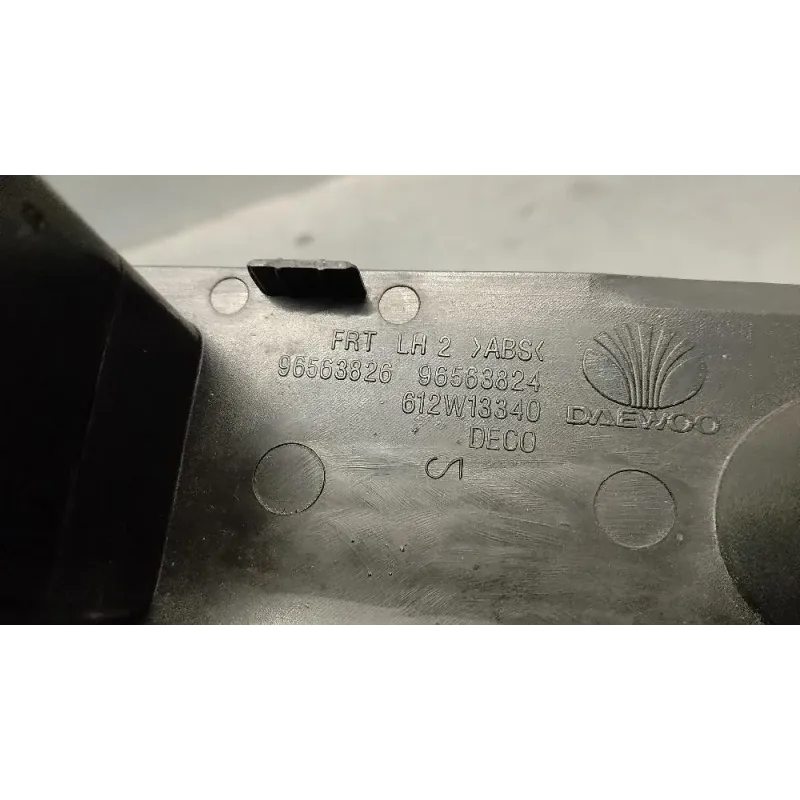 FRT LH 2 >ABS<
96563826 96563824
612W13340
DECO
DAEWOO